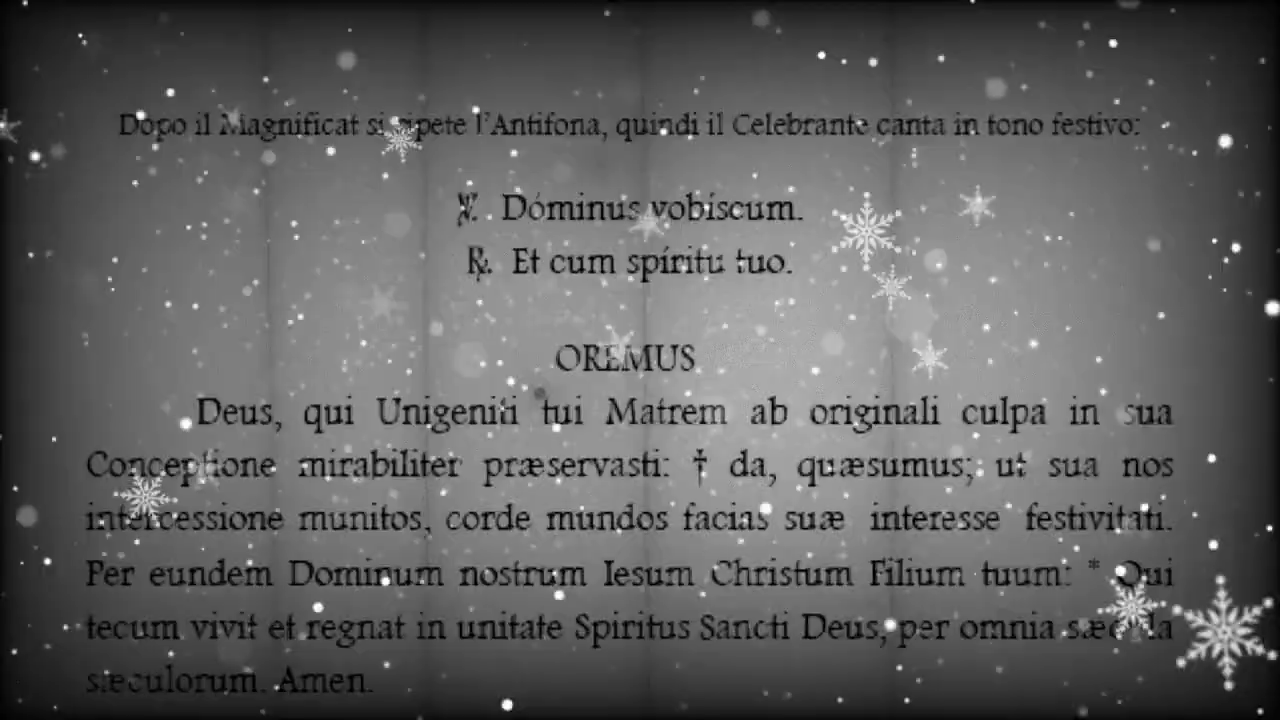 Dopo il Magnificat si ripete l'Antifona, quindi il Celebrante canta in tono festivo:
℣. Dóminus vobíscum.
℟. Et cum spíritu tuo.
OREMUS
Deus, qui Unigeniti tui Matrem ab originali culpa in sua
Conceptione mirabiliter præservasti: † da, quæsumus; ut sua nos
intercessione munitos, corde mundos facias suæ interesse festivitati.
Per eundem Dominum nostrum Iesum Christum Filium tuum: * Qui
tecum vivit et regnat in unitate Spiritus Sancti Deus, per omnia sæcula
sæculorum. Amen.